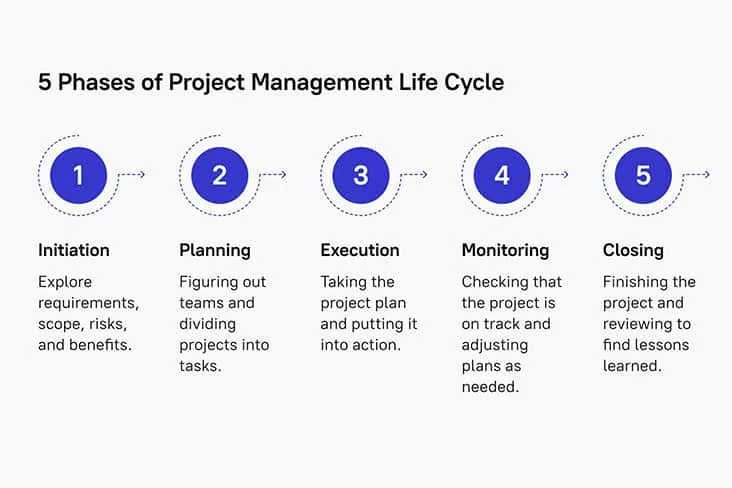 5 Phases of Project Management Life Cycle
1
2
3
4
5
Initiation
Explore
requirements,
scope, risks,
and benefits.
Planning
Figuring out
teams and
dividing
projects into
tasks.
Execution
Taking the
project plan
and putting it
into action.
Monitoring
Checking that
the project is
on track and
adjusting
plans as
needed.
Closing
Finishing the
project and
reviewing to
find lessons
learned.